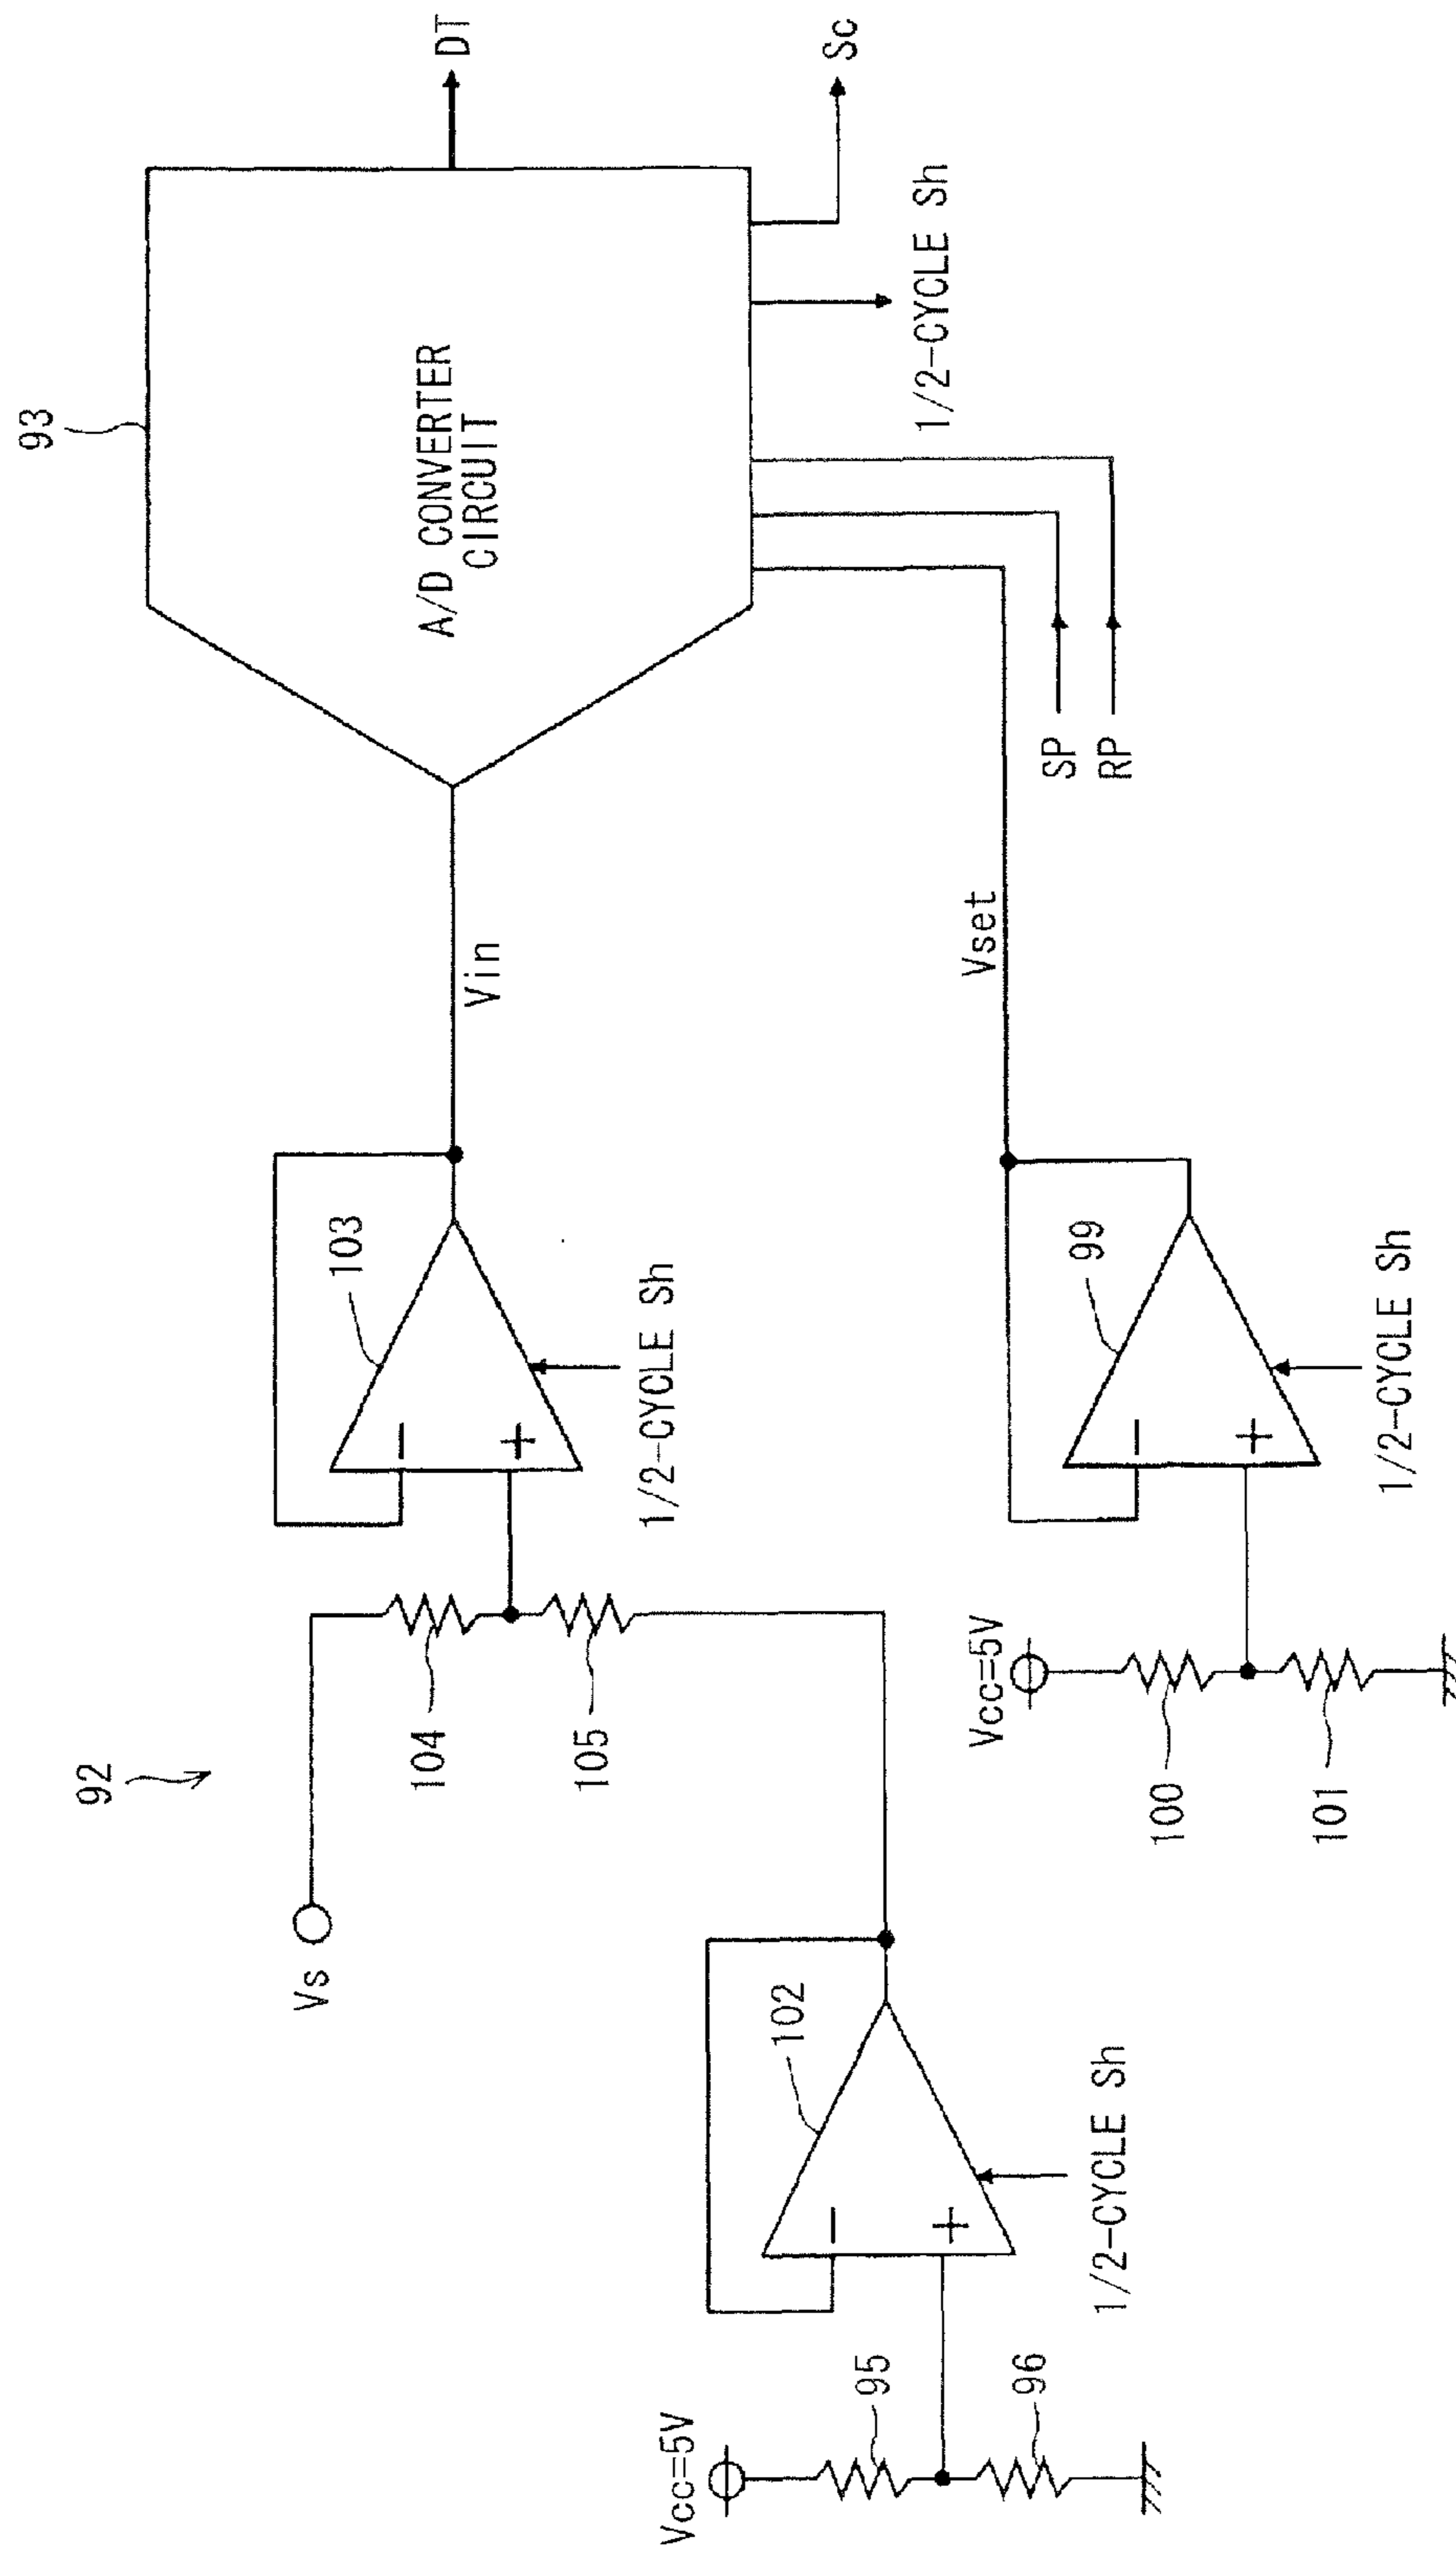 93
A/D CONVERTER
CIRCUIT
DT
Sc
1/2-CYCLE Sh
Vin
Vset
SP
RP
103
1/2-CYCLE Sh
99
1/2-CYCLE Sh
92
Vs
104
105
Vcc=5V
100
101
102
1/2-CYCLE Sh
Vcc=5V
95
96
− +
− +
− +